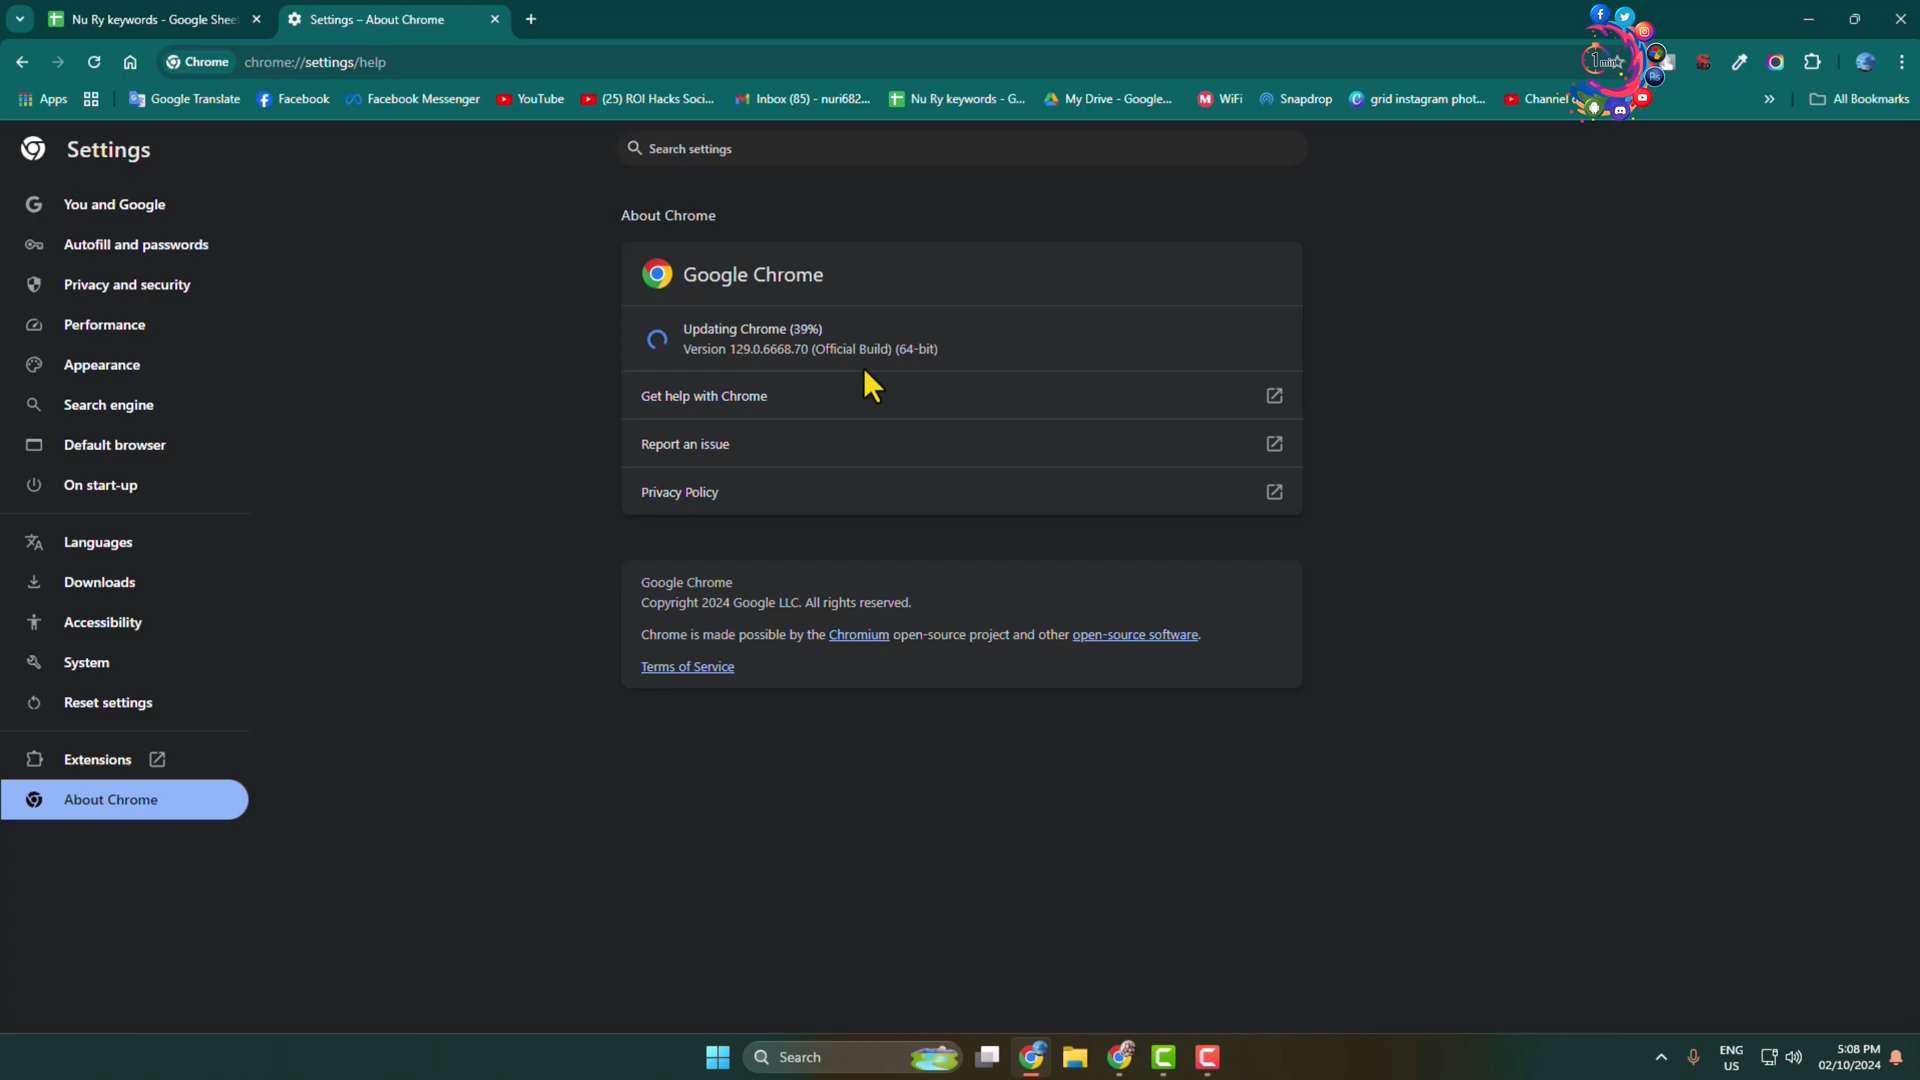 Nu Ry keywords - Google Shee
Settings – About Chrome
Chrome
chrome://settings/help
1min
Ps
SEO
Apps
Google Translate
Facebook
Facebook Messenger
YouTube
(25) ROI Hacks Soci...
Inbox (85) - nuri682...
Nu Ry keywords - G...
My Drive - Google...
WiFi
Snapdrop
grid instagram phot...
Channel
All Bookmarks
Settings
Search settings
You and Google
Autofill and passwords
Privacy and security
Performance
Appearance
Search engine
Default browser
On start-up
Languages
Downloads
Accessibility
System
Reset settings
Extensions
About Chrome
About Chrome
Google Chrome
Updating Chrome (39%)
Version 129.0.6668.70 (Official Build) (64-bit)
Get help with Chrome
Report an issue
Privacy Policy
Google Chrome
Copyright 2024 Google LLC. All rights reserved.
Chrome is made possible by the Chromium open-source project and other open-source software.
Terms of Service
Search
ENG
US
5:08 PM
02/10/2024